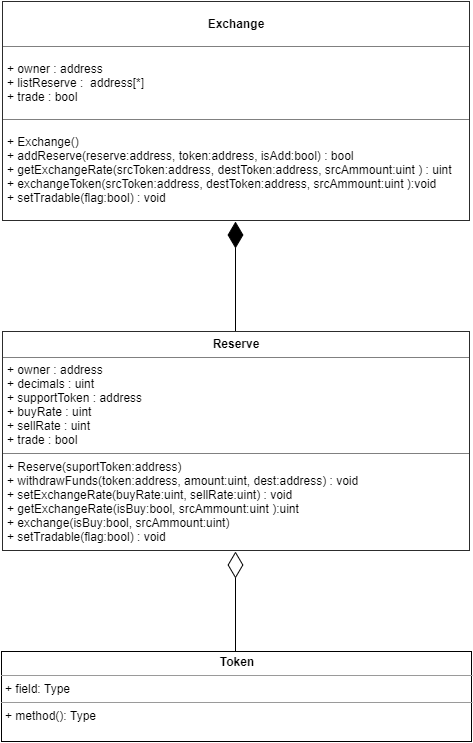 Exchange
+ owner : address
+ listReserve :  address[*]
+ trade : bool
+ Exchange()
+ addReserve(reserve:address, token:address, isAdd:bool) : bool
+ getExchangeRate(srcToken:address, destToken:address, srcAmmount:uint ) : uint
+ exchangeToken(srcToken:address, destToken:address, srcAmmount:uint ):void
+ setTradable(flag:bool) : void
Reserve
+ owner : address
+ decimals : uint
+ supportToken : address
+ buyRate : uint
+ sellRate : uint
+ trade : bool
+ Reserve(suportToken:address)
+ withdrawFunds(token:address, amount:uint, dest:address) : void
+ setExchangeRate(buyRate:uint, sellRate:uint) : void
+ getExchangeRate(isBuy:bool, srcAmmount:uint ):uint
+ exchange(isBuy:bool, srcAmmount:uint)
+ setTradable(flag:bool) : void
Token
+ field: Type
+ method(): Type